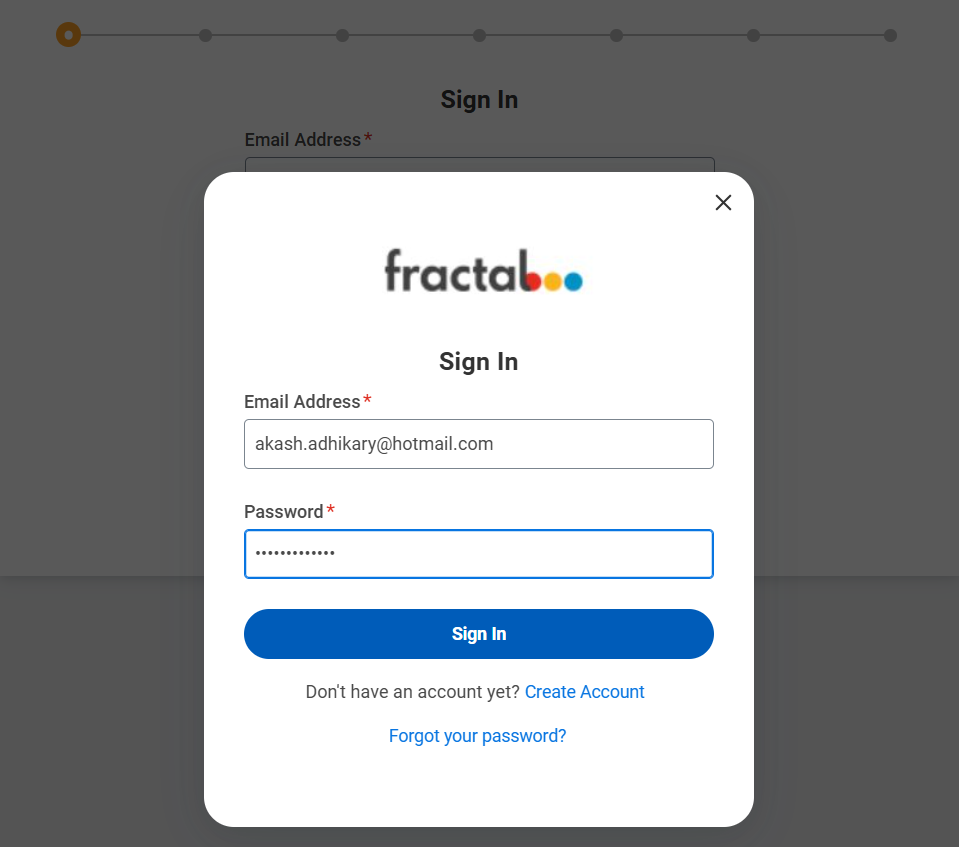 Sign In
Email Address*
fractal
Sign In
Email Address*
akash.adhikary@hotmail.com
Password*
•••••••••••••
Sign In
Don't have an account yet? Create Account
Forgot your password?